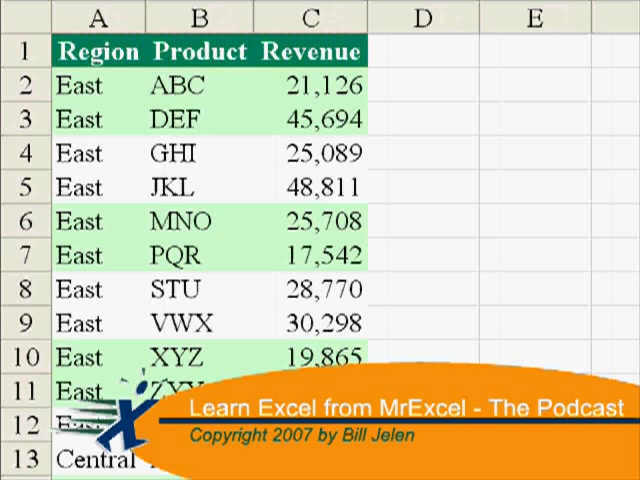 A B C D E
1 Region Product Revenue
2 East ABC 21,126
3 East DEF 45,694
4 East GHI 25,089
5 East JKL 48,811
6 East MNO 25,708
7 East PQR 17,542
8 East STU 28,770
9 East VWX 30,298
10 East XYZ 19,865
11 East
12
13 Central
Learn Excel from MrExcel - The Podcast
Copyright 2007 by Bill Jelen